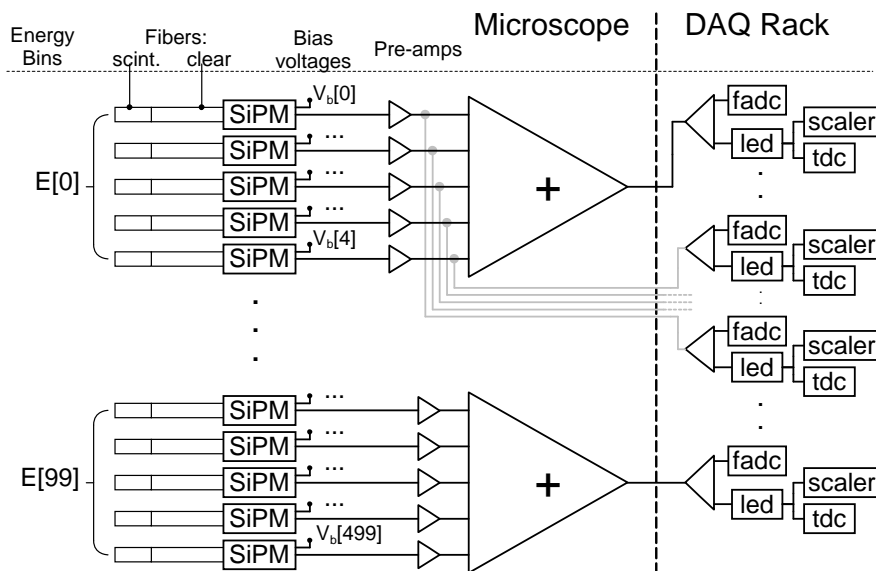 Microscope DAQ Rack
Energy Bins
Fibers:
scint. clear
Bias voltages
Pre-amps
V_b[0]
SiPM
...
SiPM
...
E[0]
SiPM
...
SiPM
V_b[4]
SiPM
+
fadc
led
scaler
tdc
.
.
fadc
led
scaler
tdc
.
.
fadc
led
scaler
tdc
.
.
.
.
.
...
SiPM
...
SiPM
...
E[99]
SiPM
...
SiPM
V_b[499]
SiPM
+
fadc
led
scaler
tdc